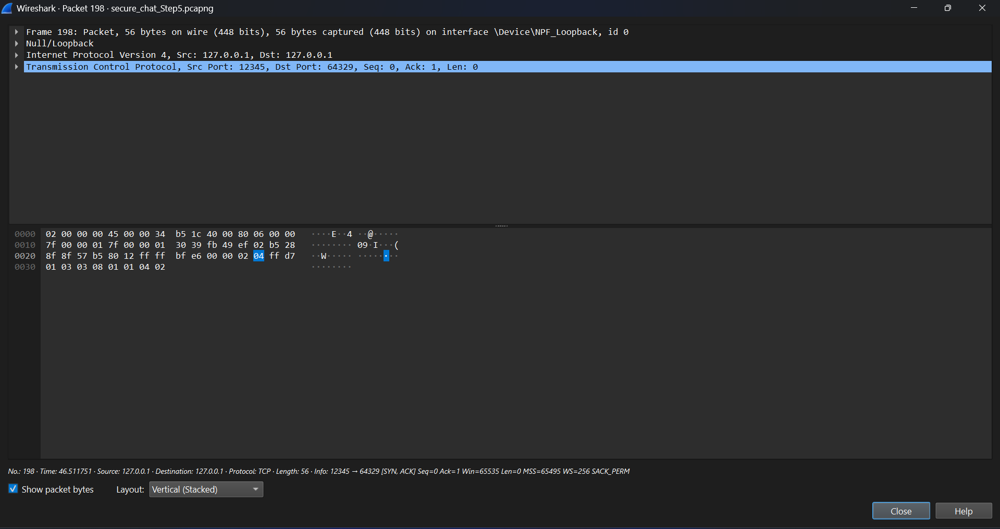 Wireshark · Packet 198 · secure_chat_Step5.pcapng
Frame 198: Packet, 56 bytes on wire (448 bits), 56 bytes captured (448 bits) on interface \Device\NPF_Loopback, id 0
Null/Loopback
Internet Protocol Version 4, Src: 127.0.0.1, Dst: 127.0.0.1
Transmission Control Protocol, Src Port: 12345, Dst Port: 64329, Seq: 0, Ack: 1, Len: 0
0000 02 00 00 00 45 00 00 34 b5 1c 40 00 80 06 00 00 ····E··4 ··@·····
0010 7f 00 00 01 7f 00 00 01 30 39 fb 49 ef 02 b5 28 ········ 09·I···(
0020 8f 8f 57 b5 80 12 ff ff bf e6 00 00 02 04 ff d7 ··W····· ········
0030 01 03 03 08 01 01 04 02 ········
No.: 198 · Time: 46.511751 · Source: 127.0.0.1 · Destination: 127.0.0.1 · Protocol: TCP · Length: 56 · Info: 12345 → 64329 [SYN, ACK] Seq=0 Ack=1 Win=65535 Len=0 MSS=65495 WS=256 SACK_PERM
Show packet bytes Layout: Vertical (Stacked)
Close Help